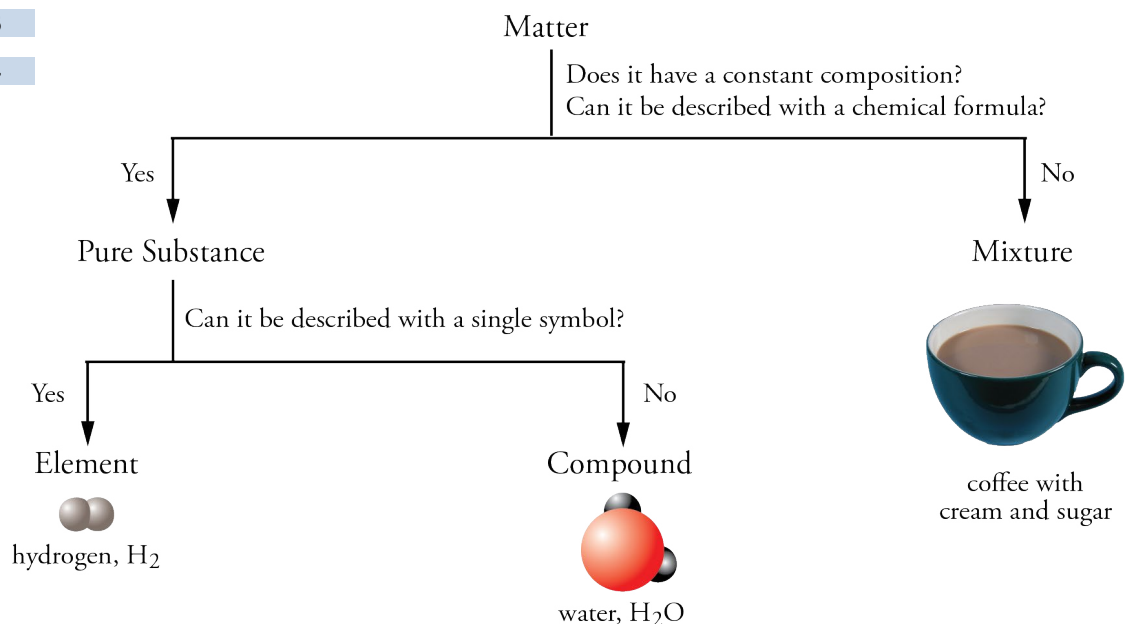 Matter
Does it have a constant composition?
Can it be described with a chemical formula?
Yes
No
Pure Substance
Mixture
Can it be described with a single symbol?
Yes
No
Element
Compound
coffee with
cream and sugar
hydrogen, H₂
water, H₂O